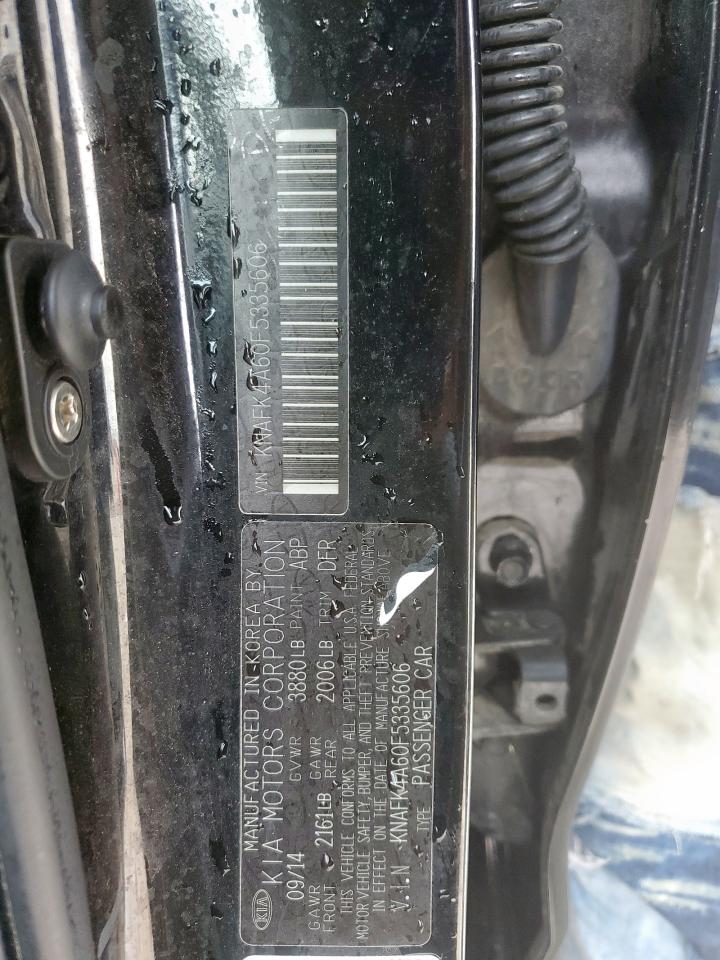 VIN KNAFK4A60F5335606
MANUFACTURED IN KOREA BY
KIA MOTORS CORPORATION
09/14 GVWR 3880LB PAINT ABP
GAWR FRONT 2161LB GAWR REAR 2006LB TRIM DFR
THIS VEHICLE CONFORMS TO ALL APPLICABLE U.S.A. FEDERAL
MOTOR VEHICLE SAFETY, BUMPER, AND THEFT PREVENTION STANDARDS
IN EFFECT ON THE DATE OF MANUFACTURE ABOVE
V.I.N KNAFK4A60F5335606
TYPE PASSENGER CAR
KIA